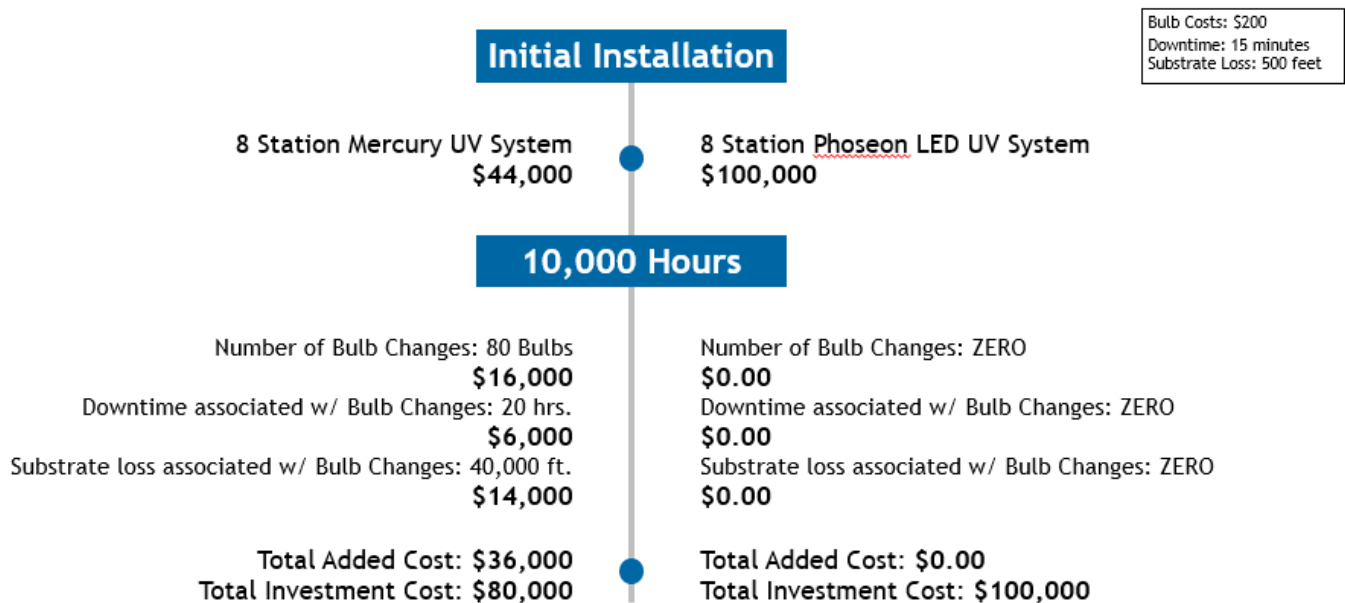 Bulb Costs: $200
Downtime: 15 minutes
Substrate Loss: 500 feet
Initial Installation
8 Station Mercury UV System
$44,000
8 Station Phoseon LED UV System
$100,000
10,000 Hours
Number of Bulb Changes: 80 Bulbs
$16,000
Downtime associated w/ Bulb Changes: 20 hrs.
$6,000
Substrate loss associated w/ Bulb Changes: 40,000 ft.
$14,000
Total Added Cost: $36,000
Total Investment Cost: $80,000
Number of Bulb Changes: ZERO
$0.00
Downtime associated w/ Bulb Changes: ZERO
$0.00
Substrate loss associated w/ Bulb Changes: ZERO
$0.00
Total Added Cost: $0.00
Total Investment Cost: $100,000